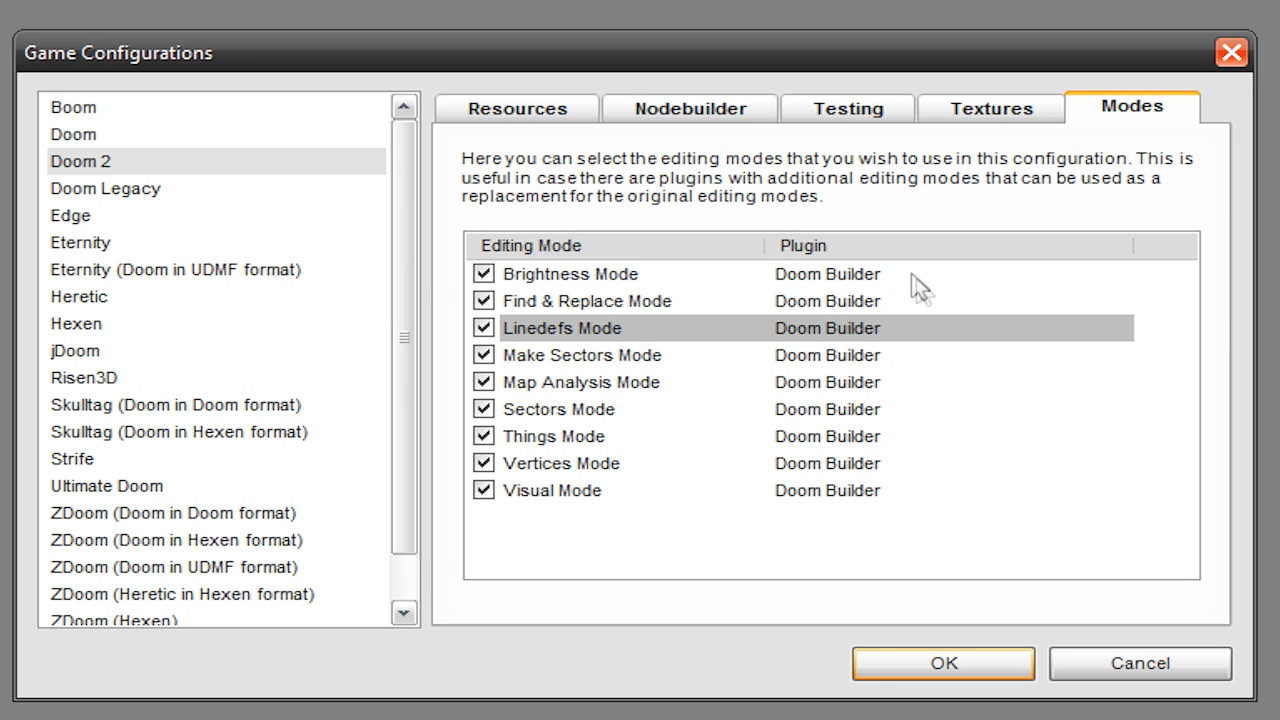 Game Configurations
Boom
Doom
Doom 2
Doom Legacy
Edge
Eternity
Eternity (Doom in UDMF format)
Heretic
Hexen
jDoom
Risen3D
Skulltag (Doom in Doom format)
Skulltag (Doom in Hexen format)
Strife
Ultimate Doom
ZDoom (Doom in Doom format)
ZDoom (Doom in Hexen format)
ZDoom (Doom in UDMF format)
ZDoom (Heretic in Hexen format)
ZDoom (Hexen)
Resources Nodebuilder Testing Textures Modes
Here you can select the editing modes that you wish to use in this configuration. This is
useful in case there are plugins with additional editing modes that can be used as a
replacement for the original editing modes.
Editing Mode Plugin
Brightness Mode Doom Builder
Find & Replace Mode Doom Builder
Linedefs Mode Doom Builder
Make Sectors Mode Doom Builder
Map Analysis Mode Doom Builder
Sectors Mode Doom Builder
Things Mode Doom Builder
Vertices Mode Doom Builder
Visual Mode Doom Builder
OK Cancel